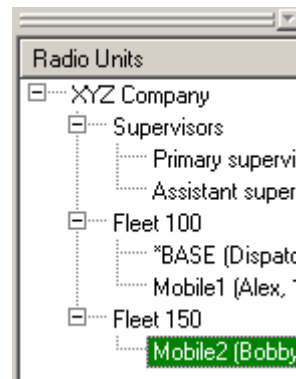 Radio Units
XYZ Company
Supervisors
Primary supervi
Assistant super
Fleet 100
*BASE (Dispatc
Mobile1 (Alex,
Fleet 150
Mobile2 (Bobby